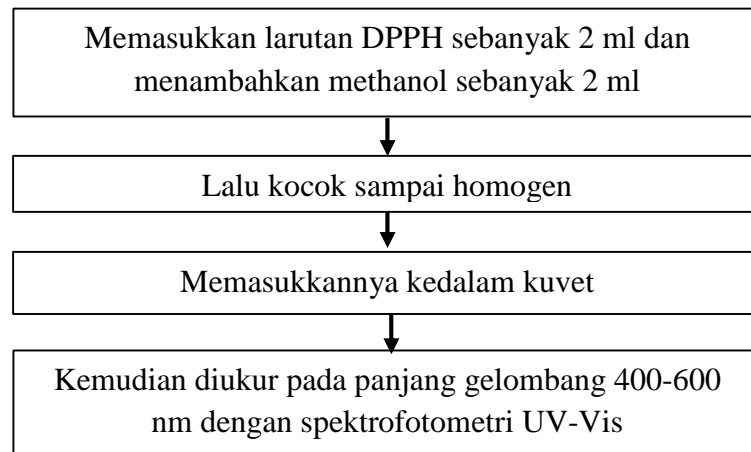 Memasukkan larutan DPPH sebanyak 2 ml dan
menambahkan methanol sebanyak 2 ml
Lalu kocok sampai homogen
Memasukkannya kedalam kuvet
Kemudian diukur pada panjang gelombang 400-600
nm dengan spektrofotometri UV-Vis